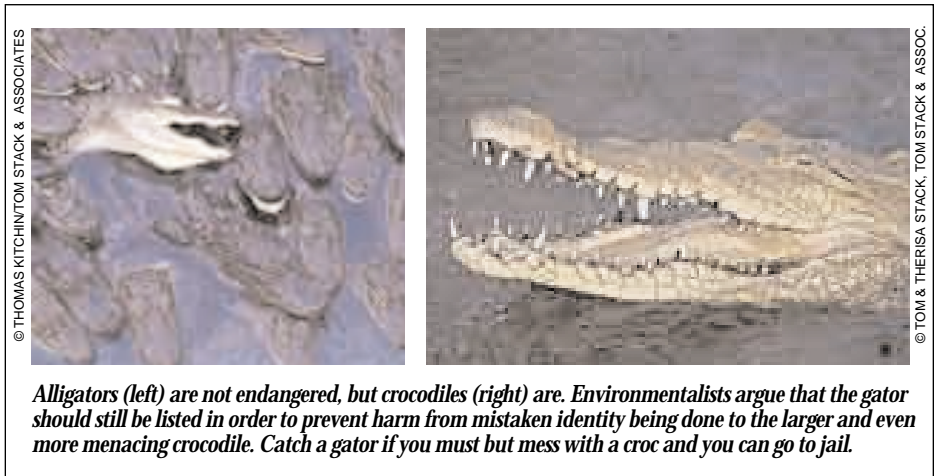 © THOMAS KITCHIN/TOM STACK & ASSOCIATES
© TOM & THERISA STACK, TOM STACK & ASSOC.
Alligators (left) are not endangered, but crocodiles (right) are. Environmentalists argue that the gator
should still be listed in order to prevent harm from mistaken identity being done to the larger and even
more menacing crocodile. Catch a gator if you must but mess with a croc and you can go to jail.